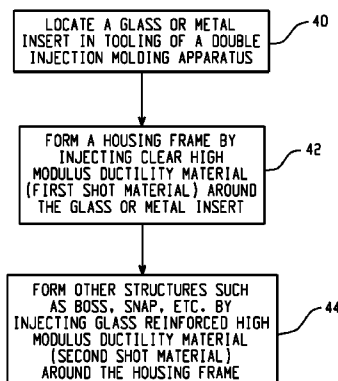 LOCATE A GLASS OR METAL
INSERT IN TOOLING OF A DOUBLE
INJECTION MOLDING APPARATUS
40
FORM A HOUSING FRAME BY
INJECTING CLEAR HIGH
MODULUS DUCTILITY MATERIAL
(FIRST SHOT MATERIAL) AROUND
THE GLASS OR METAL INSERT
42
FORM OTHER STRUCTURES SUCH
AS BOSS, SNAP, ETC. BY
INJECTING GLASS REINFORCED HIGH
MODULUS DUCTILITY MATERIAL
(SECOND SHOT MATERIAL)
AROUND THE HOUSING FRAME
44